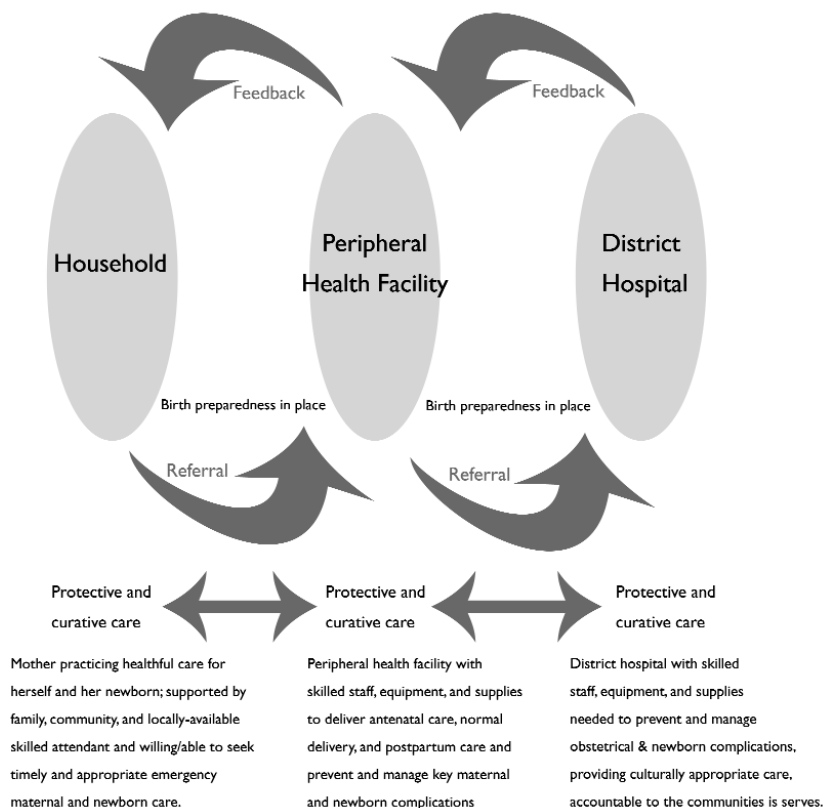 Feedback
Feedback
Household
Peripheral
Health Facility
District
Hospital
Birth preparedness in place
Birth preparedness in place
Referral
Referral
Protective and
curative care
Protective and
curative care
Protective and
curative care
Mother practicing healthful care for
herself and her newborn; supported by
family, community, and locally-available
skilled attendant and willing/able to seek
timely and appropriate emergency
maternal and newborn care.
Peripheral health facility with
skilled staff, equipment, and supplies
to deliver antenatal care, normal
delivery, and postpartum care and
prevent and manage key maternal
and newborn complications
District hospital with skilled
staff, equipment, and supplies
needed to prevent and manage
obstetrical & newborn complications,
providing culturally appropriate care,
accountable to the communities is serves.